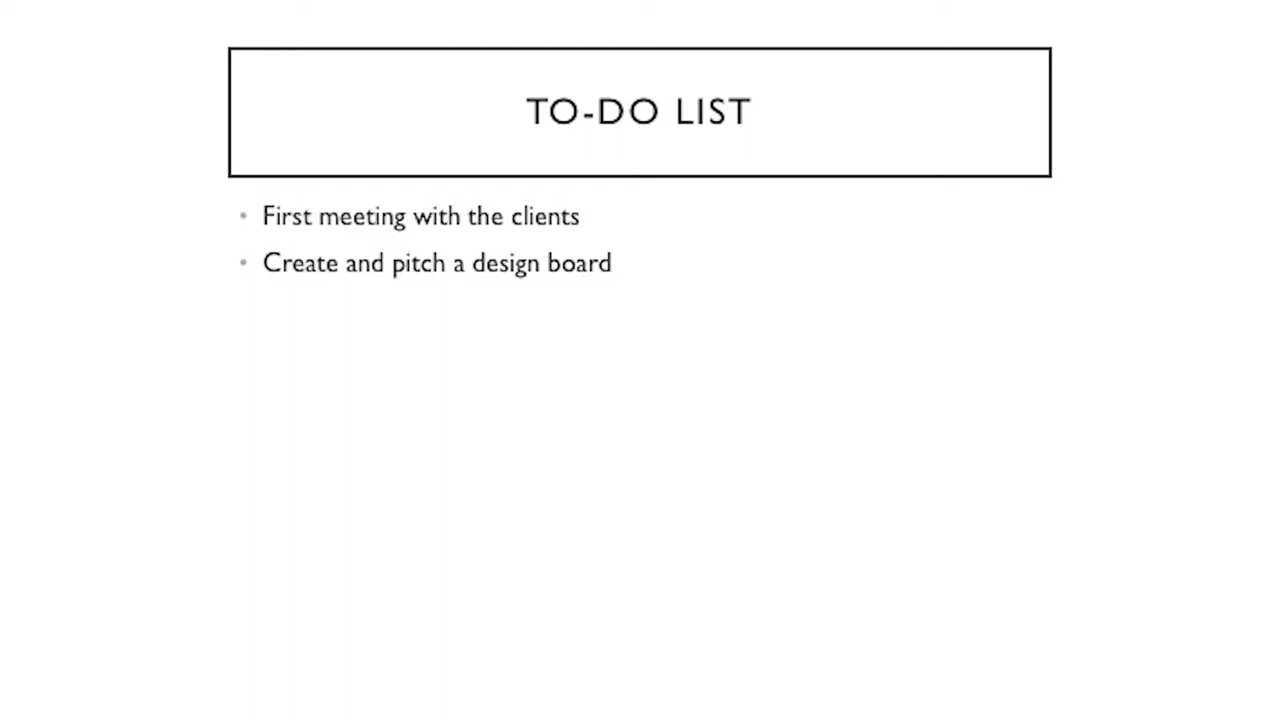 TO-DO LIST
First meeting with the clients
Create and pitch a design board